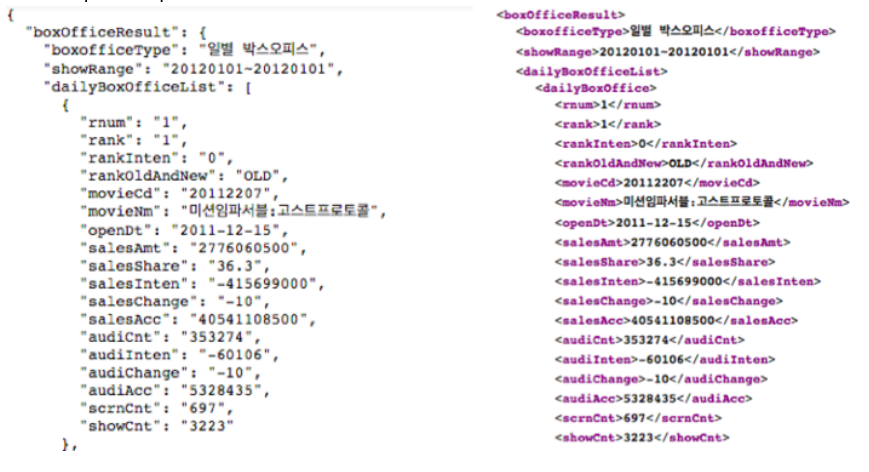 {
"boxOfficeResult": {
"boxofficeType": "일별 박스오피스",
"showRange": "20120101~20120101",
"dailyBoxOfficeList": [
{
"rnum": "1",
"rank": "1",
"rankInten": "0",
"rankOldAndNew": "OLD",
"movieCd": "20112207",
"movieNm": "미션임파서블:고스트프로토콜",
"openDt": "2011-12-15",
"salesAmt": "2776060500",
"salesShare": "36.3",
"salesInten": "-415699000",
"salesChange": "-10",
"salesAcc": "40541108500",
"audiCnt": "353274",
"audiInten": "-60106",
"audiChange": "-10",
"audiAcc": "5328435",
"scrnCnt": "697",
"showCnt": "3223"
},
<boxOfficeResult>
<boxofficeType>일별 박스오피스</boxofficeType>
<showRange>20120101~20120101</showRange>
<dailyBoxOfficeList>
<dailyBoxOffice>
<rnum>1</rnum>
<rank>1</rank>
<rankInten>0</rankInten>
<rankOldAndNew>OLD</rankOldAndNew>
<movieCd>20112207</movieCd>
<movieNm>미션임파서블:고스트프로토콜</movieNm>
<openDt>2011-12-15</openDt>
<salesAmt>2776060500</salesAmt>
<salesShare>36.3</salesShare>
<salesInten>-415699000</salesInten>
<salesChange>-10</salesChange>
<salesAcc>40541108500</salesAcc>
<audiCnt>353274</audiCnt>
<audiInten>-60106</audiInten>
<audiChange>-10</audiChange>
<audiAcc>5328435</audiAcc>
<scrnCnt>697</scrnCnt>
<showCnt>3223</showCnt>